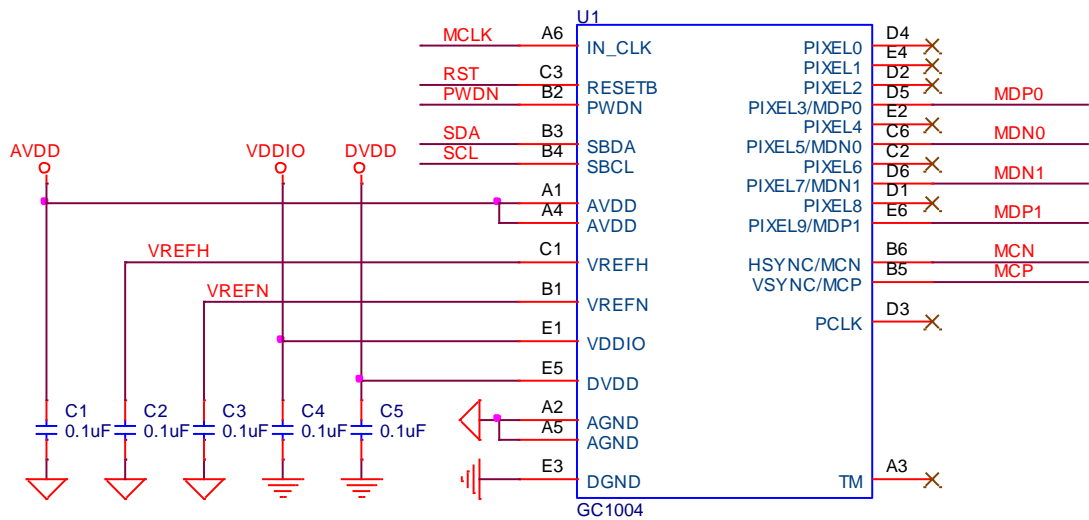 U1
MCLK A6 IN_CLK PIXEL0 D4
PIXEL1 E4
RST C3 RESETB PIXEL2 D2
PWDN B2 PWDN PIXEL3/MDP0 D5 MDP0
PIXEL4 E2
SDA B3 SBDA PIXEL5/MDN0 C6 MDN0
SCL B4 SBCL PIXEL6 C2
AVDD VDDIO DVDD
PIXEL7/MDN1 D6 MDN1
A1 AVDD PIXEL8 D1
A4 AVDD PIXEL9/MDP1 E6 MDP1
VREFH C1 VREFH HSYNC/MCN B6 MCN
VSYNC/MCP B5 MCP
VREFN B1 VREFN
PCLK D3
E1 VDDIO
E5 DVDD
C1 C2 C3 C4 C5
0.1uF 0.1uF 0.1uF 0.1uF 0.1uF
A2 AGND
A5 AGND
E3 DGND TM A3
GC1004